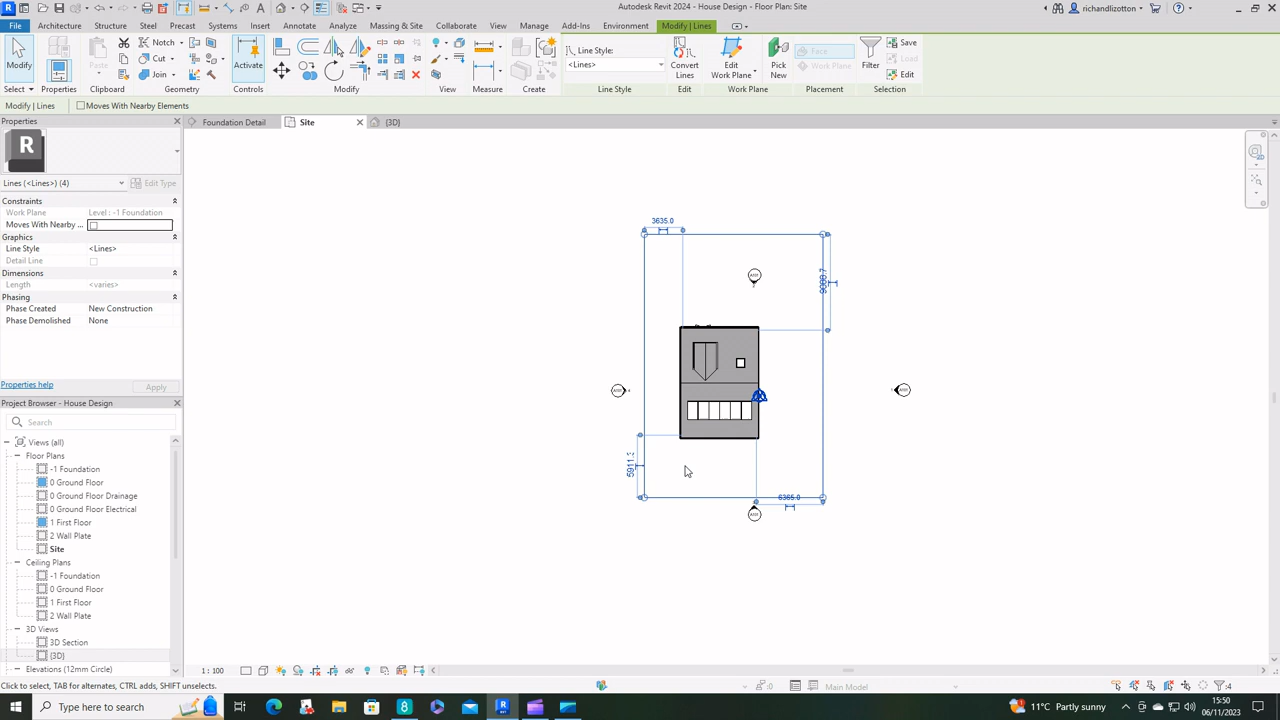 Autodesk Revit 2024 - House Design - Floor Plan: Site
richandlizotton
File
Architecture
Structure
Steel
Precast
Systems
Insert
Annotate
Analyze
Massing & Site
Collaborate
View
Manage
Add-Ins
Environment
Modify | Lines
Modify
Notch
Cut
Join
Activate
Line Style:
<Lines>
Convert
Lines
Edit
Work Plane
Pick
New
Face
Work Plane
Filter
Save
Load
Edit
Select
Properties
Clipboard
Geometry
Controls
Modify
View
Measure
Create
Line Style
Edit
Work Plane
Placement
Selection
Modify | Lines
Moves With Nearby Elements
Properties
Foundation Detail
Site
{3D}
R
Lines (<Lines>) (4)
Edit Type
Constraints
Work Plane
Level : -1 Foundation
Moves With Nearby ...
Graphics
Line Style
<Lines>
Detail Line
Dimensions
Length
<varies>
Phasing
Phase Created
New Construction
Phase Demolished
None
Properties help
Apply
Project Browser - House Design
Search
Views (all)
Floor Plans
-1 Foundation
0 Ground Floor
0 Ground Floor Drainage
0 Ground Floor Electrical
1 First Floor
2 Wall Plate
Site
Ceiling Plans
-1 Foundation
0 Ground Floor
1 First Floor
2 Wall Plate
3D Views
3D Section
{3D}
Elevations (12mm Circle)
3635.0
6365.0
1 : 100
Click to select, TAB for alternates, CTRL adds, SHIFT unselects.
:0
Main Model
:4
Type here to search
11°C Partly sunny
15:50
06/11/2023